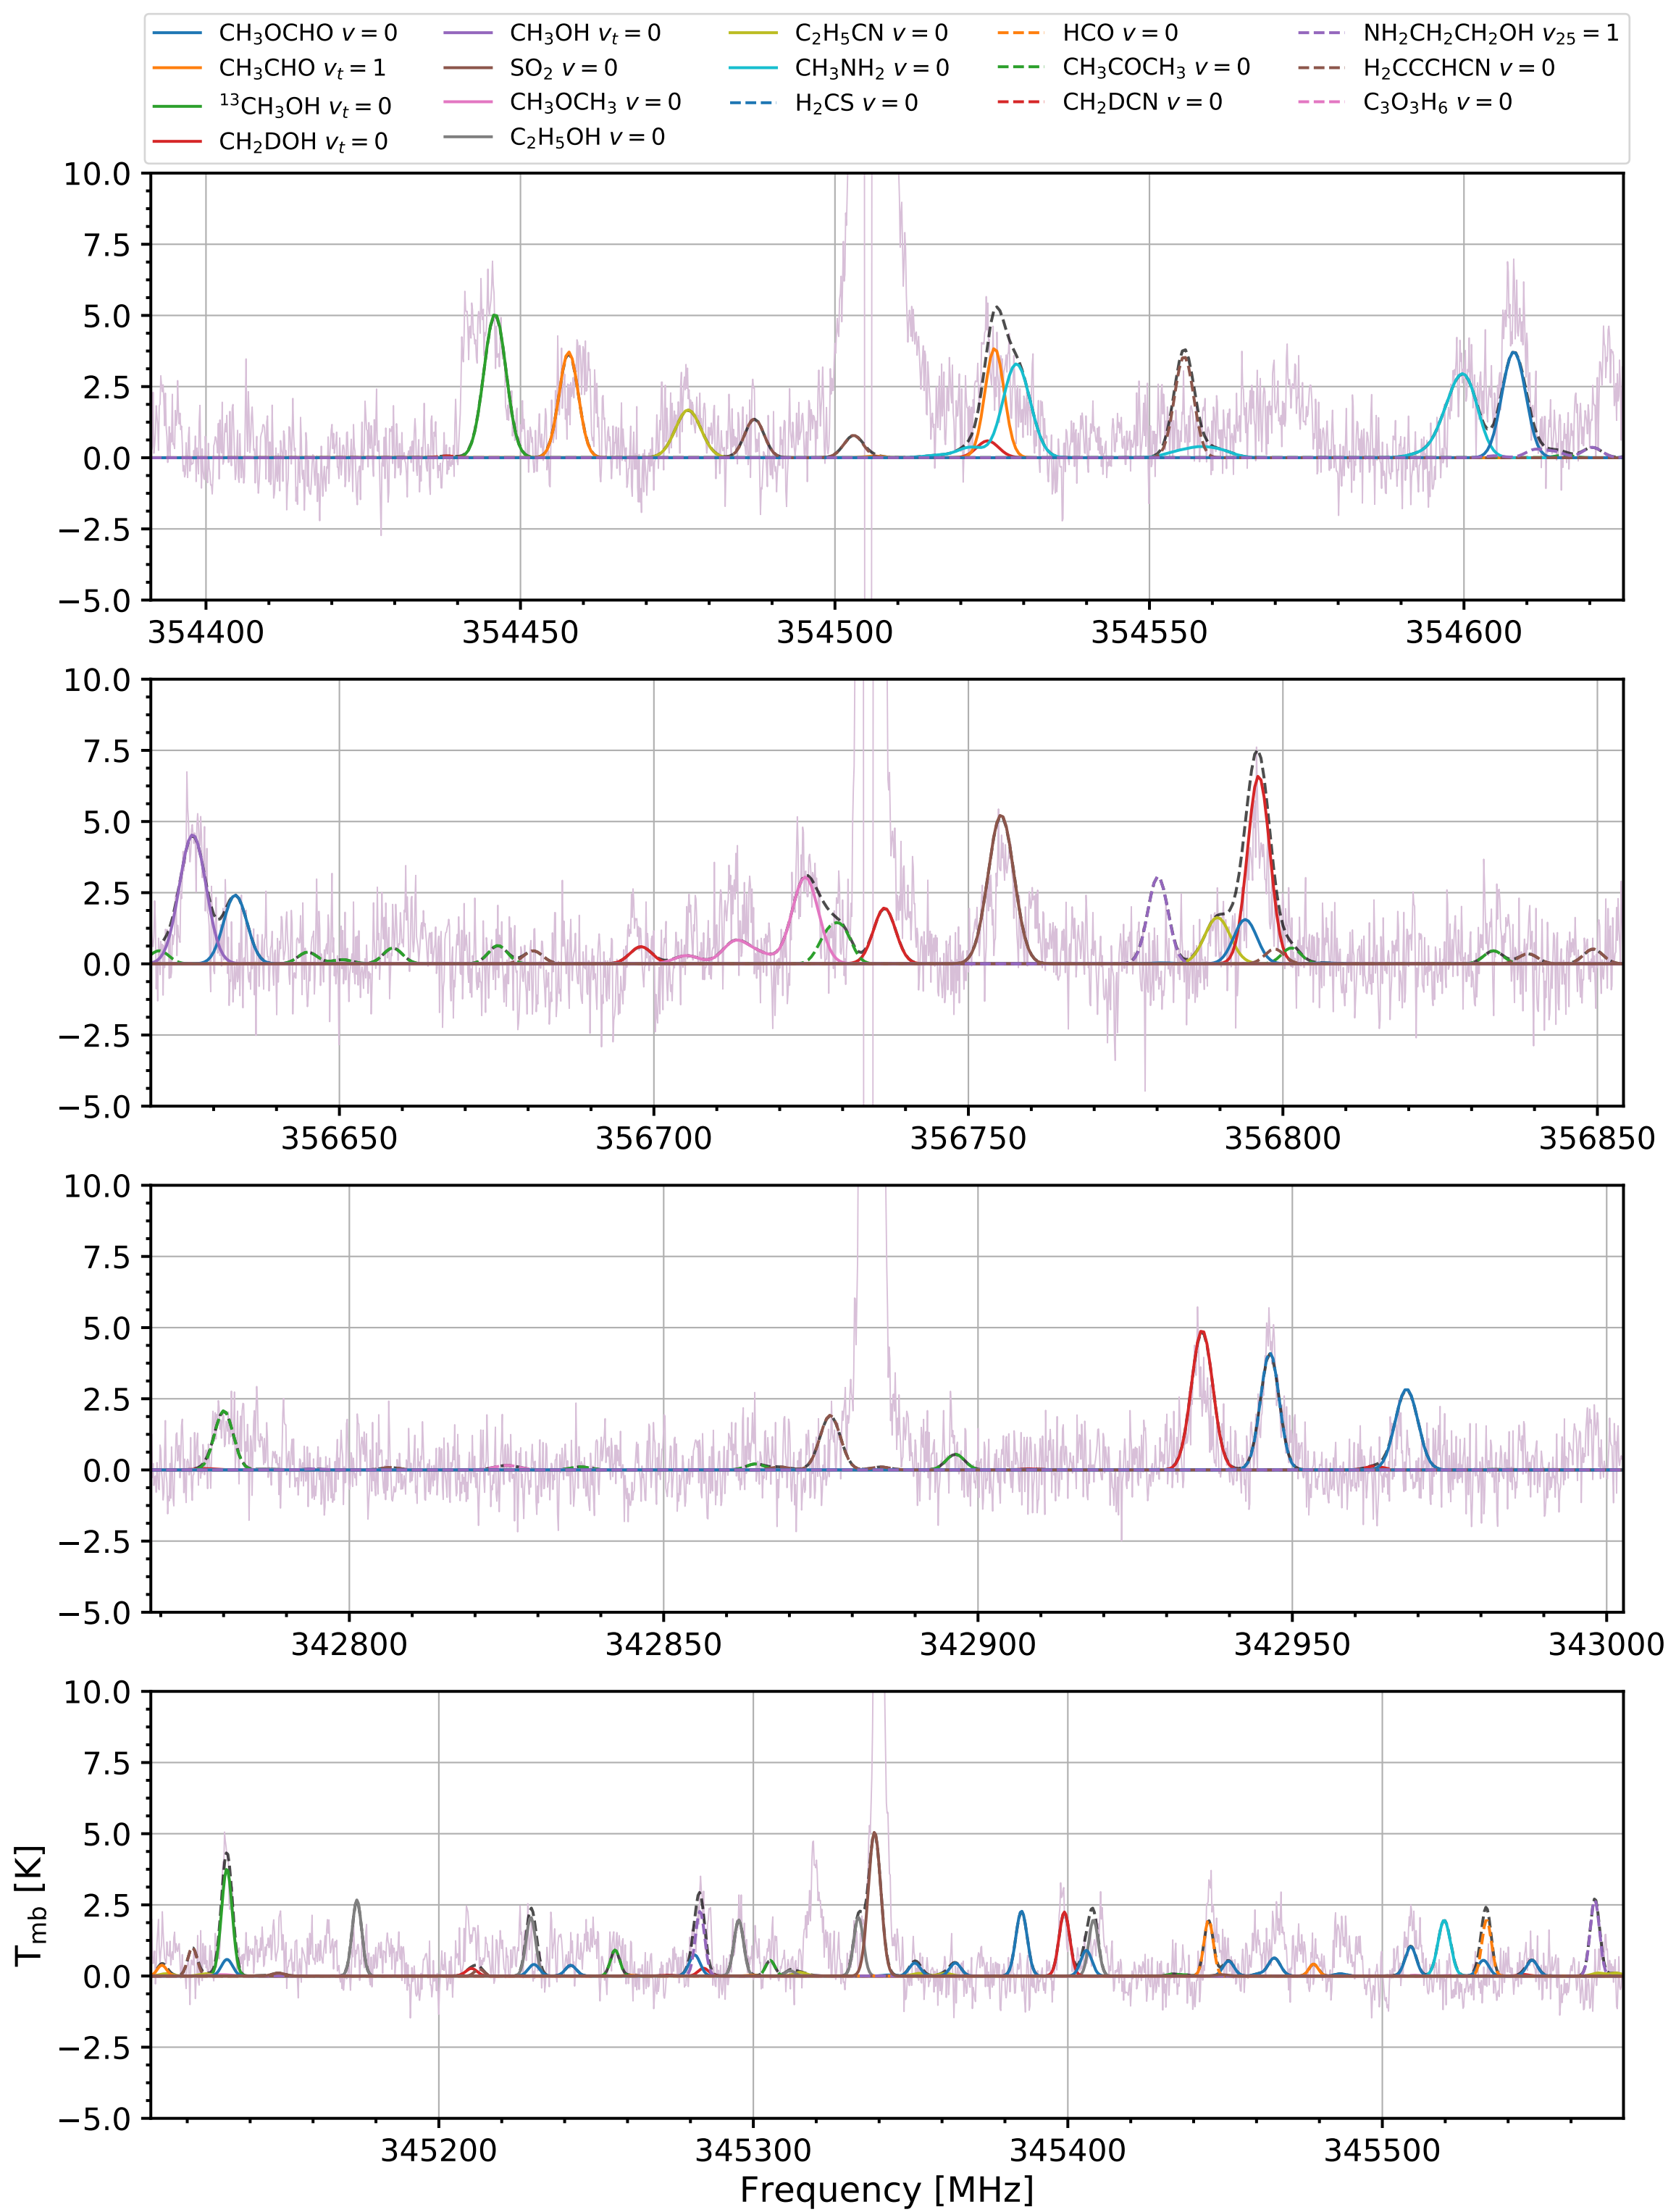 CH₃OCHO v = 0 CH₃OH vₜ = 0 C₂H₅CN v = 0 HCO v = 0 NH₂CH₂CH₂OH v₂₅ = 1
CH₃CHO vₜ = 1 SO₂ v = 0 CH₃NH₂ v = 0 CH₃COCH₃ v = 0 H₂CCCHCN v = 0
¹³CH₃OH vₜ = 0 CH₃OCH₃ v = 0 H₂CS v = 0 CH₂DCN v = 0 C₃O₃H₆ v = 0
CH₂DOH vₜ = 0 C₂H₅OH v = 0
10.0
7.5
5.0
2.5
0.0
−2.5
−5.0
354400 354450 354500 354550 354600
10.0
7.5
5.0
2.5
0.0
−2.5
−5.0
356650 356700 356750 356800 356850
10.0
7.5
5.0
2.5
0.0
−2.5
−5.0
342800 342850 342900 342950 343000
10.0
7.5
5.0
2.5
0.0
−2.5
−5.0
345200 345300 345400 345500
T_mb [K]
Frequency [MHz]